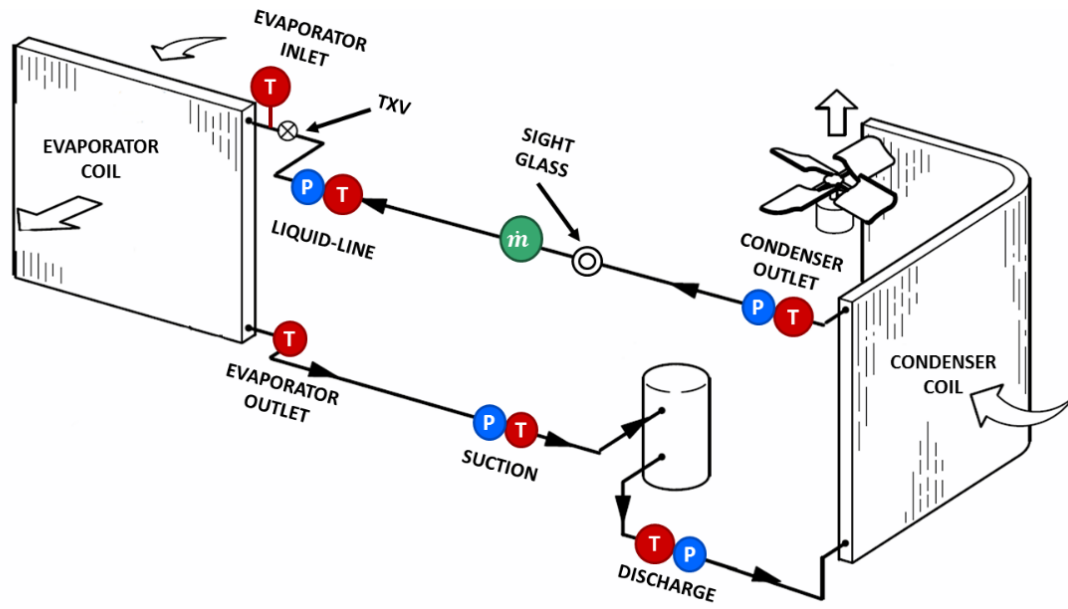 EVAPORATOR
INLET
T
TXV
EVAPORATOR
COIL
SIGHT
GLASS
P T
LIQUID-LINE
ṁ
CONDENSER
OUTLET
P T
T
EVAPORATOR
OUTLET
CONDENSER
COIL
P T
SUCTION
T P
DISCHARGE